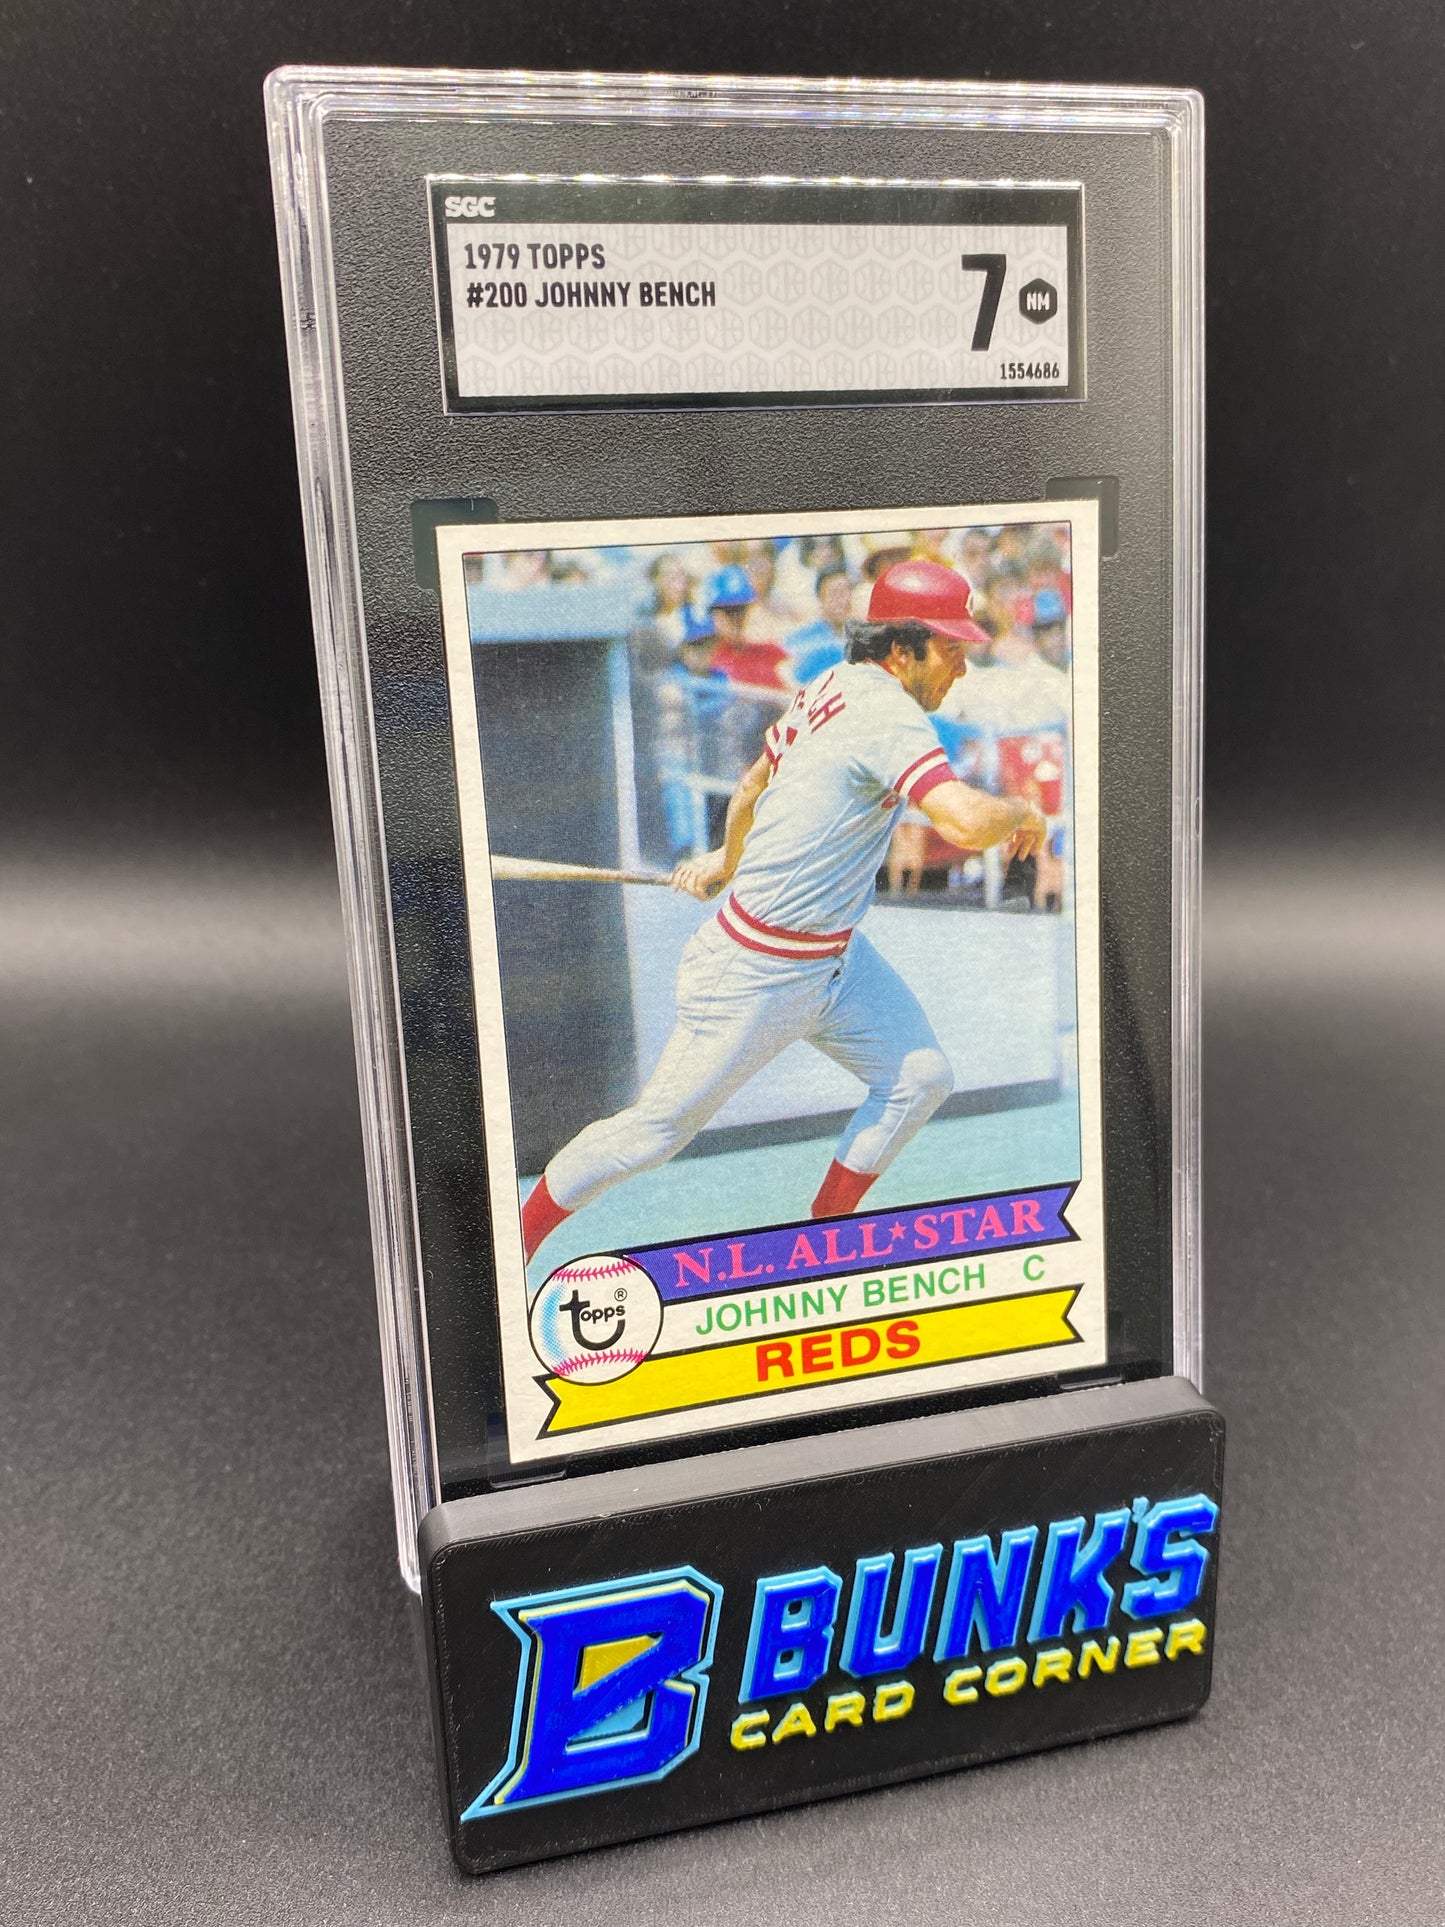 SGC
1979 TOPPS
#200 JOHNNY BENCH
7 NM
1554686
N.L. ALL★STAR
JOHNNY BENCH C
REDS
Topps®
B BUNK'S
CARD CORNER